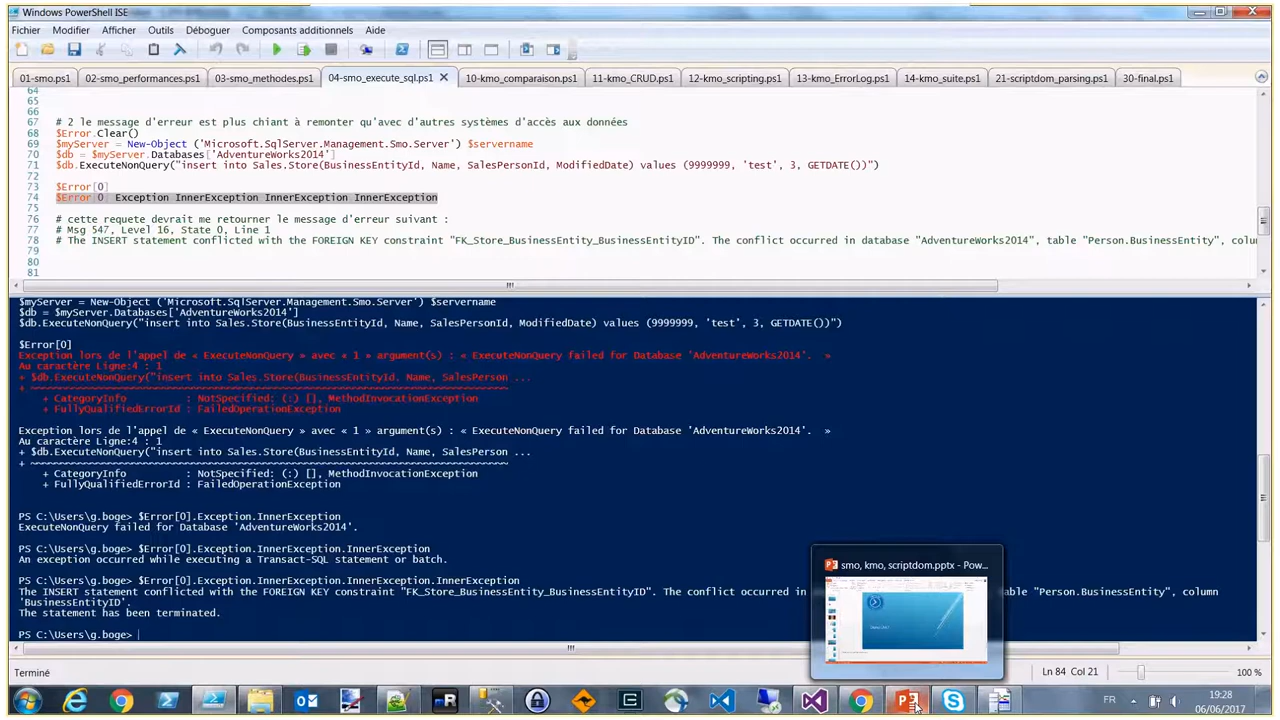 Windows PowerShell ISE
Fichier Modifier Afficher Outils Déboguer Composants additionnels Aide
01-smo.ps1 02-smo_performances.ps1 03-smo_methodes.ps1 04-smo_execute_sql.ps1 10-kmo_comparaison.ps1 11-kmo_CRUD.ps1 12-kmo_scripting.ps1 13-kmo_ErrorLog.ps1 14-kmo_suite.ps1 21-scriptdom_parsing.ps1 30-final.ps1
64
65
66
67 # 2 le message d'erreur est plus chiant à remonter qu'avec d'autres systèmes d'accès aux données
68 $Error.Clear()
69 $myServer = New-Object ('Microsoft.SqlServer.Management.Smo.Server') $servername
70 $db = $myServer.Databases['AdventureWorks2014']
71 $db.ExecuteNonQuery("insert into Sales.Store(BusinessEntityId, Name, SalesPersonId, ModifiedDate) values (9999999, 'test', 3, GETDATE())")
72
73 $Error[0]
74 $Error[0] Exception InnerException InnerException InnerException
75
76 # cette requete devrait me retourner le message d'erreur suivant :
77 # Msg 547, Level 16, State 0, Line 1
78 # The INSERT statement conflicted with the FOREIGN KEY constraint "FK_Store_BusinessEntity_BusinessEntityID". The conflict occurred in database "AdventureWorks2014", table "Person.BusinessEntity", colum
79
80
81
$myServer = New-Object ('Microsoft.SqlServer.Management.Smo.Server') $servername
$db = $myServer.Databases['AdventureWorks2014']
$db.ExecuteNonQuery("insert into Sales.Store(BusinessEntityId, Name, SalesPersonId, ModifiedDate) values (9999999, 'test', 3, GETDATE())")
$Error[0]
Exception lors de l'appel de « ExecuteNonQuery » avec « 1 » argument(s) : « ExecuteNonQuery failed for Database 'AdventureWorks2014'. »
Au caractère Ligne:4 : 1
+ $db.ExecuteNonQuery("insert into Sales.Store(BusinessEntityId, Name, SalesPerson ...
+ ~~~~~~~~~~~~~~~~~~~~~~~~~~~~~~~~~~~~~~~~~~~~~~~~~~~~~~~~~~~~~~~~~~~~~~~~~~~~~~~~~
+ CategoryInfo : NotSpecified: (:) [], MethodInvocationException
+ FullyQualifiedErrorId : FailedOperationException
Exception lors de l'appel de « ExecuteNonQuery » avec « 1 » argument(s) : « ExecuteNonQuery failed for Database 'AdventureWorks2014'. »
Au caractère Ligne:4 : 1
+ $db.ExecuteNonQuery("insert into Sales.Store(BusinessEntityId, Name, SalesPerson ...
+ ~~~~~~~~~~~~~~~~~~~~~~~~~~~~~~~~~~~~~~~~~~~~~~~~~~~~~~~~~~~~~~~~~~~~~~~~~~~~~~~~~
+ CategoryInfo : NotSpecified: (:) [], MethodInvocationException
+ FullyQualifiedErrorId : FailedOperationException
PS C:\Users\g.boge> $Error[0].Exception.InnerException
ExecuteNonQuery failed for Database 'AdventureWorks2014'.
PS C:\Users\g.boge> $Error[0].Exception.InnerException.InnerException
An exception occurred while executing a Transact-SQL statement or batch.
PS C:\Users\g.boge> $Error[0].Exception.InnerException.InnerException.InnerException
The INSERT statement conflicted with the FOREIGN KEY constraint "FK_Store_BusinessEntity_BusinessEntityID". The conflict occurred in table "Person.BusinessEntity", column
'BusinessEntityID'.
The statement has been terminated.
PS C:\Users\g.boge>
smo, kmo, scriptdom.pptx - Pow...
Terminé Ln 84 Col 21 100 %
FR 19:28
06/06/2017